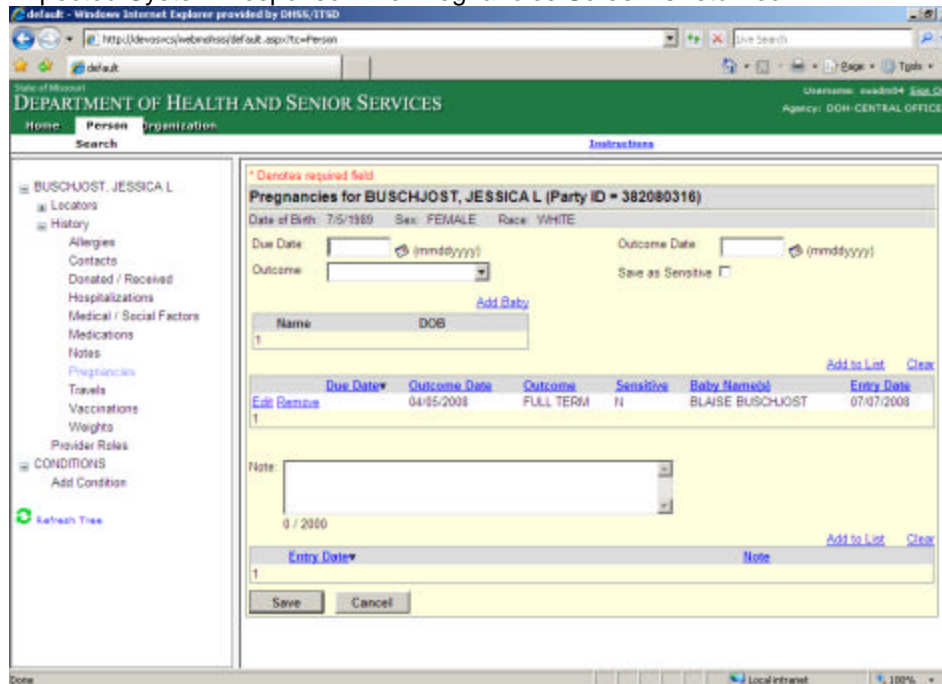 default - Windows Internet Explorer provided by DHSS/ITSD
default.aspx?tc=Person
Live Search
default
Page Tools
State of Missouri
DEPARTMENT OF HEALTH AND SENIOR SERVICES
Username: Sign
Agency: DOH-CENTRAL OFFICE
Home Person Organization
Search Instructions
BUSCHJOST, JESSICA L
Locators
History
Allergies
Contacts
Donated / Received
Hospitalizations
Medical / Social Factors
Medications
Notes
Pregnancies
Travels
Vaccinations
Weights
Provider Roles
CONDITIONS
Add Condition
Refresh Tree
* Denotes required field
Pregnancies for BUSCHJOST, JESSICA L (Party ID = 382080316)
Date of Birth: 7/5/1989 Sex: FEMALE Race: WHITE
Due Date (mmddyyyy) Outcome Date (mmddyyyy)
Outcome Save as Sensitive
Add Baby
Name DOB
1
Add to List Clear
Due Date Outcome Date Outcome Sensitive Baby Name(s) Entry Date
Edit Remove 04/05/2008 FULL TERM N BLAISE BUSCHJOST 07/07/2008
1
Note:
0 / 2000
Add to List Clear
Entry Date Note
1
Save Cancel
Done Local intranet 100%